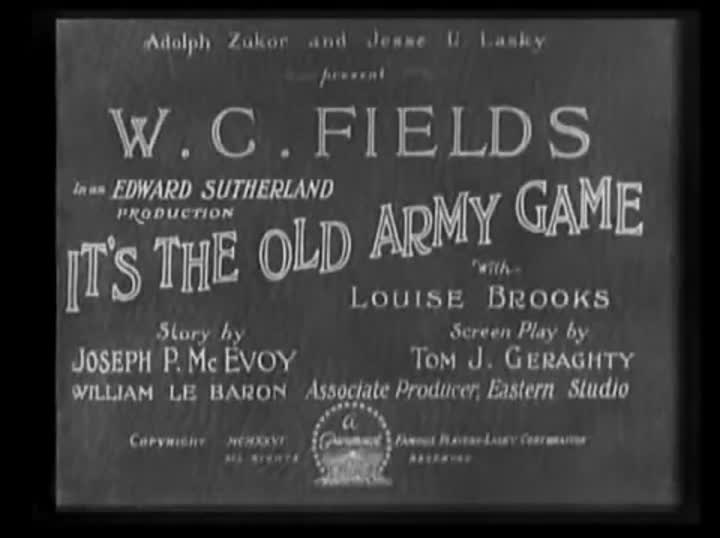 Adolph Zukor and Jesse L. Lasky
present
W. C. FIELDS
in an EDWARD SUTHERLAND
PRODUCTION
IT'S THE OLD ARMY GAME
with
LOUISE BROOKS
Story by
JOSEPH P. McEVOY
Screen Play by
TOM J. GERAGHTY
WILLIAM LE BARON Associate Producer, Eastern Studio
a
Paramount
COPYRIGHT MCMXXVI FAMOUS PLAYERS-LASKY CORPORATION
ALL RIGHTS RESERVED